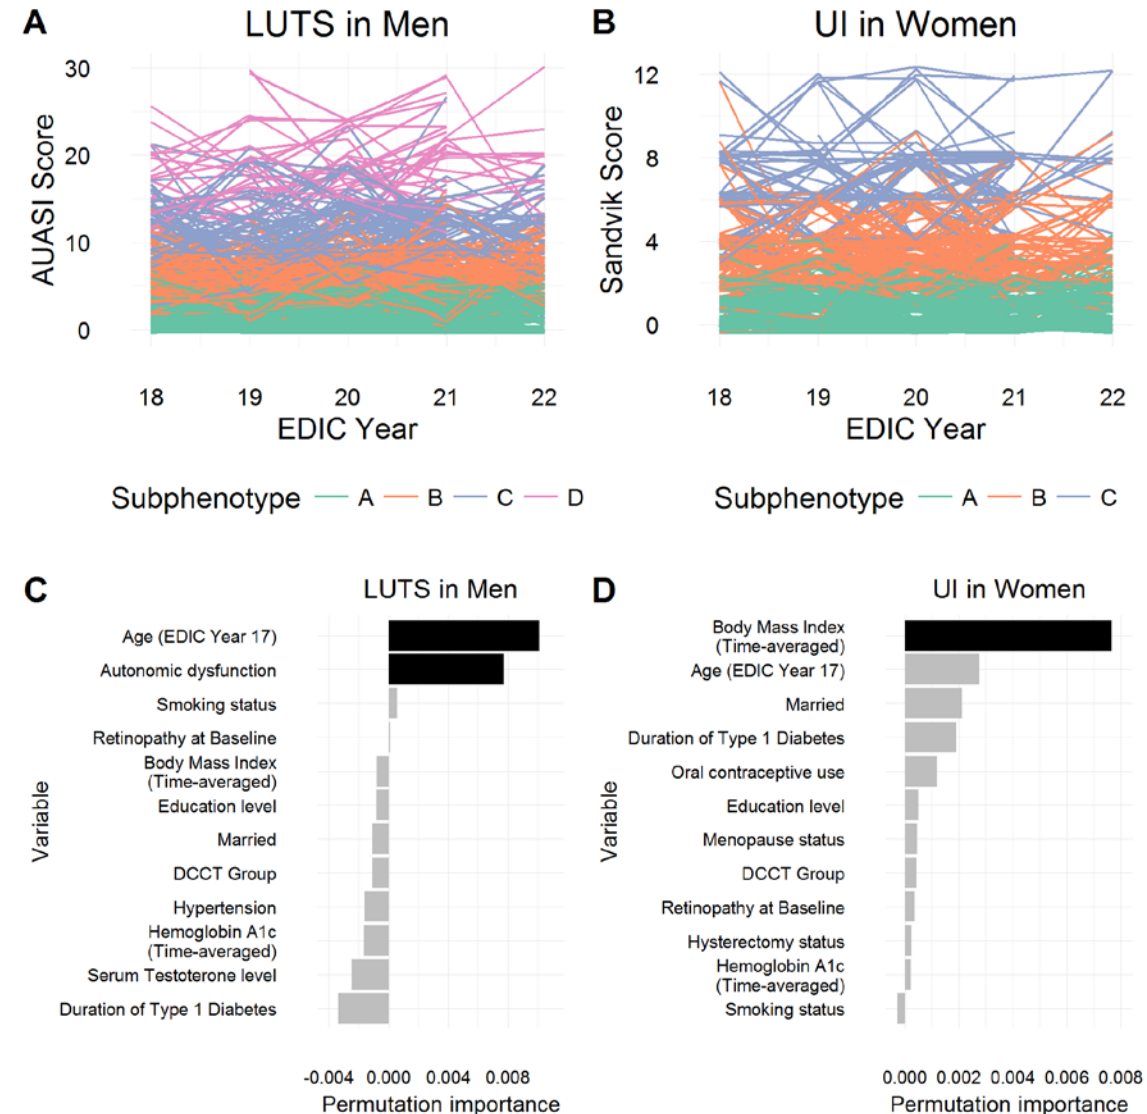 A
LUTS in Men
AUASI Score
30
20
10
0
18 19 20 21 22
EDIC Year
Subphenotype A B C D
B
UI in Women
Sandvik Score
12
8
4
0
18 19 20 21 22
EDIC Year
Subphenotype A B C
C
LUTS in Men
Variable
Age (EDIC Year 17)
Autonomic dysfunction
Smoking status
Retinopathy at Baseline
Body Mass Index
(Time-averaged)
Education level
Married
DCCT Group
Hypertension
Hemoglobin A1c
(Time-averaged)
Serum Testoterone level
Duration of Type 1 Diabetes
-0.004 0.000 0.004 0.008
Permutation importance
D
UI in Women
Variable
Body Mass Index
(Time-averaged)
Age (EDIC Year 17)
Married
Duration of Type 1 Diabetes
Oral contraceptive use
Education level
Menopause status
DCCT Group
Retinopathy at Baseline
Hysterectomy status
Hemoglobin A1c
(Time-averaged)
Smoking status
0.000 0.002 0.004 0.006 0.008
Permutation importance